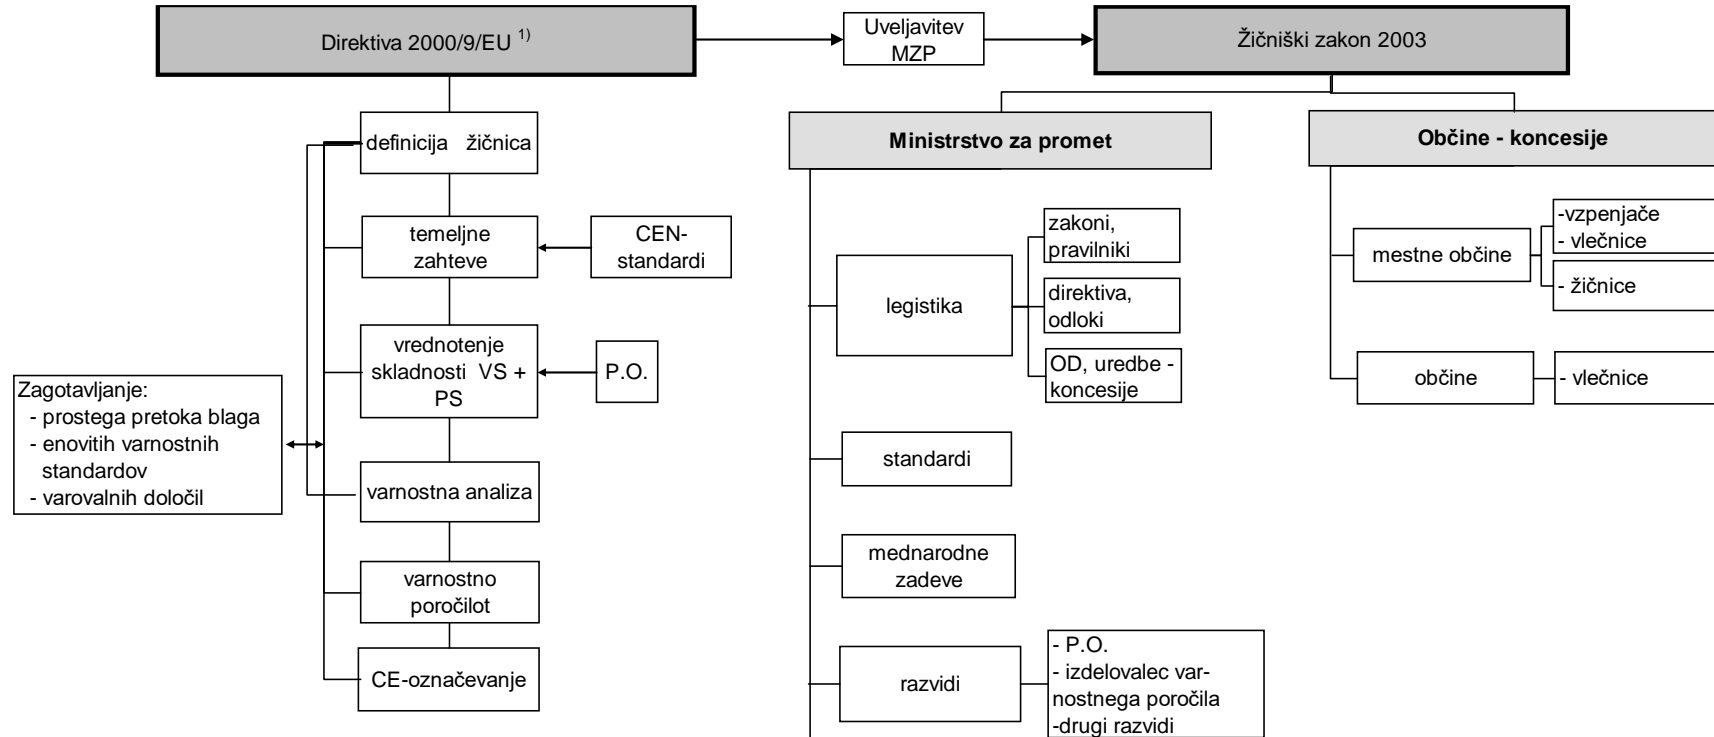 Direktiva 2000/9/EU 1)
Uveljavitev
MZP
Žičniški zakon 2003
definicija žičnica
temeljne
zahteve
CEN-
standardi
vrednotenje
skladnosti VS +
PS
P.O.
Zagotavljanje:
- prostega pretoka blaga
- enovitih varnostnih
standardov
- varovalnih določil
varnostna analiza
varnostno
poročilot
CE-označevanje
Ministrstvo za promet
legistika
zakoni,
pravilniki
direktiva,
odloki
OD, uredbe -
koncesije
standardi
mednarodne
zadeve
razvidi
- P.O.
- izdelovalec var-
nostnega poročila
-drugi razvidi
Občine - koncesije
mestne občine
-vzpenjače
- vlečnice
- žičnice
občine
- vlečnice